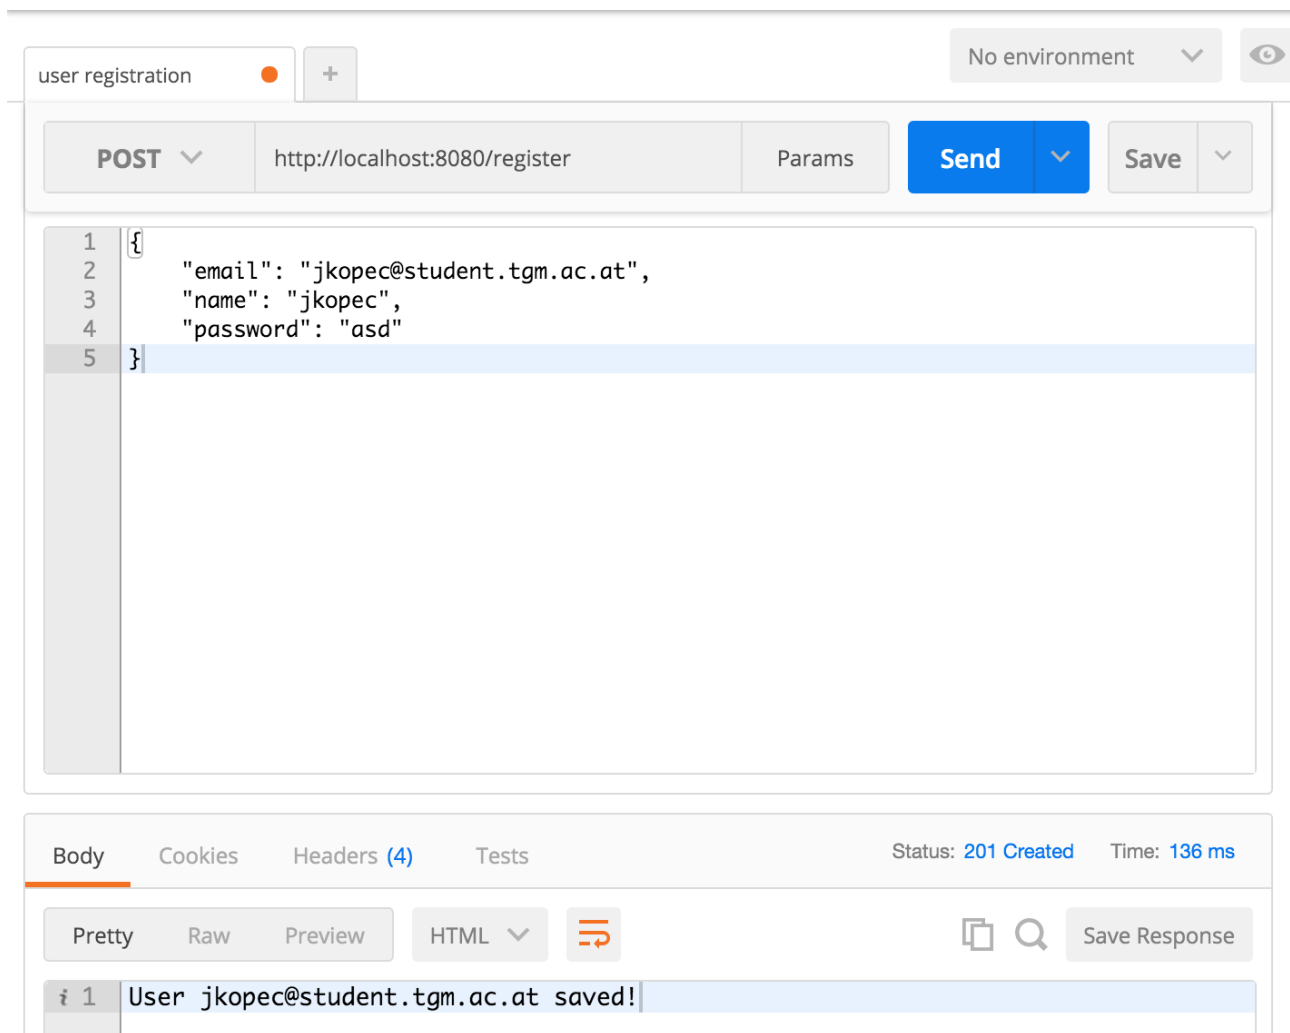 user registration
+
No environment
POST
http://localhost:8080/register
Params
Send
Save
1 {
2 "email": "jkopec@student.tgm.ac.at",
3 "name": "jkopec",
4 "password": "asd"
5 }
Body Cookies Headers (4) Tests Status: 201 Created Time: 136 ms
Pretty Raw Preview HTML Save Response
i 1 User jkopec@student.tgm.ac.at saved!